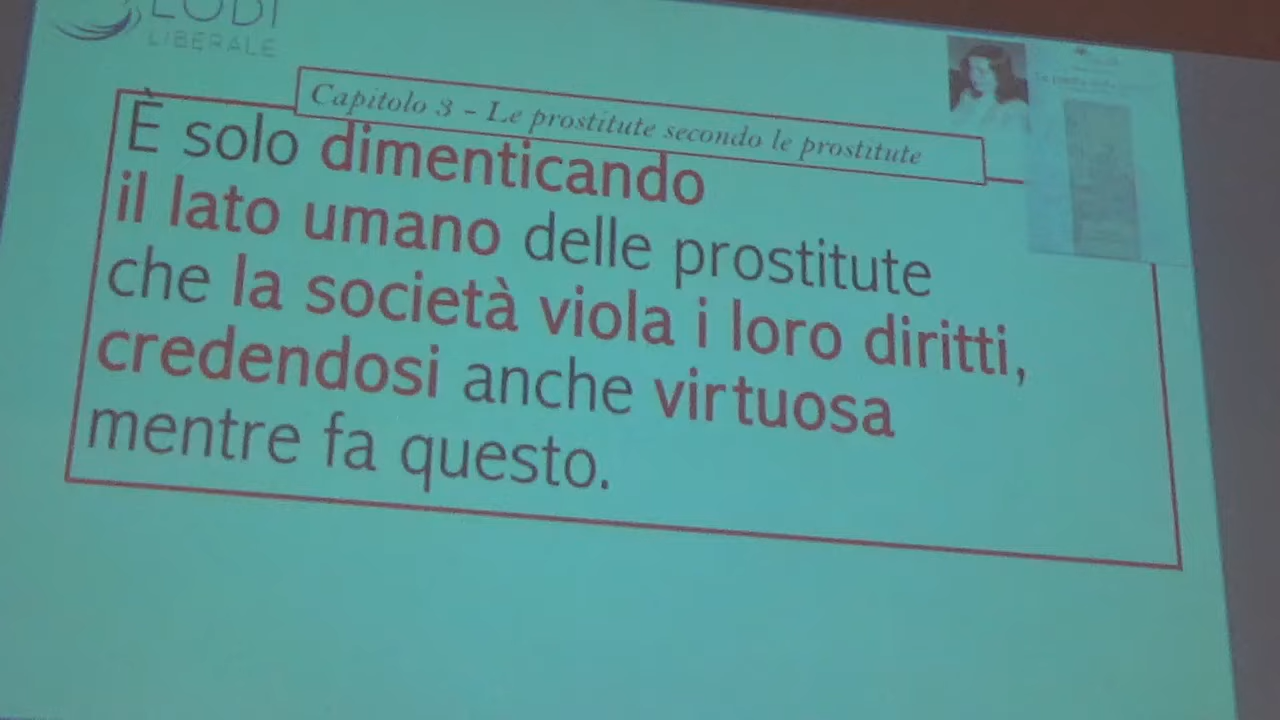 LODI
LIBERALE
Capitolo 3 - Le prostitute secondo le prostitute
È solo dimenticando
il lato umano delle prostitute
che la società viola i loro diritti,
credendosi anche virtuosa
mentre fa questo.